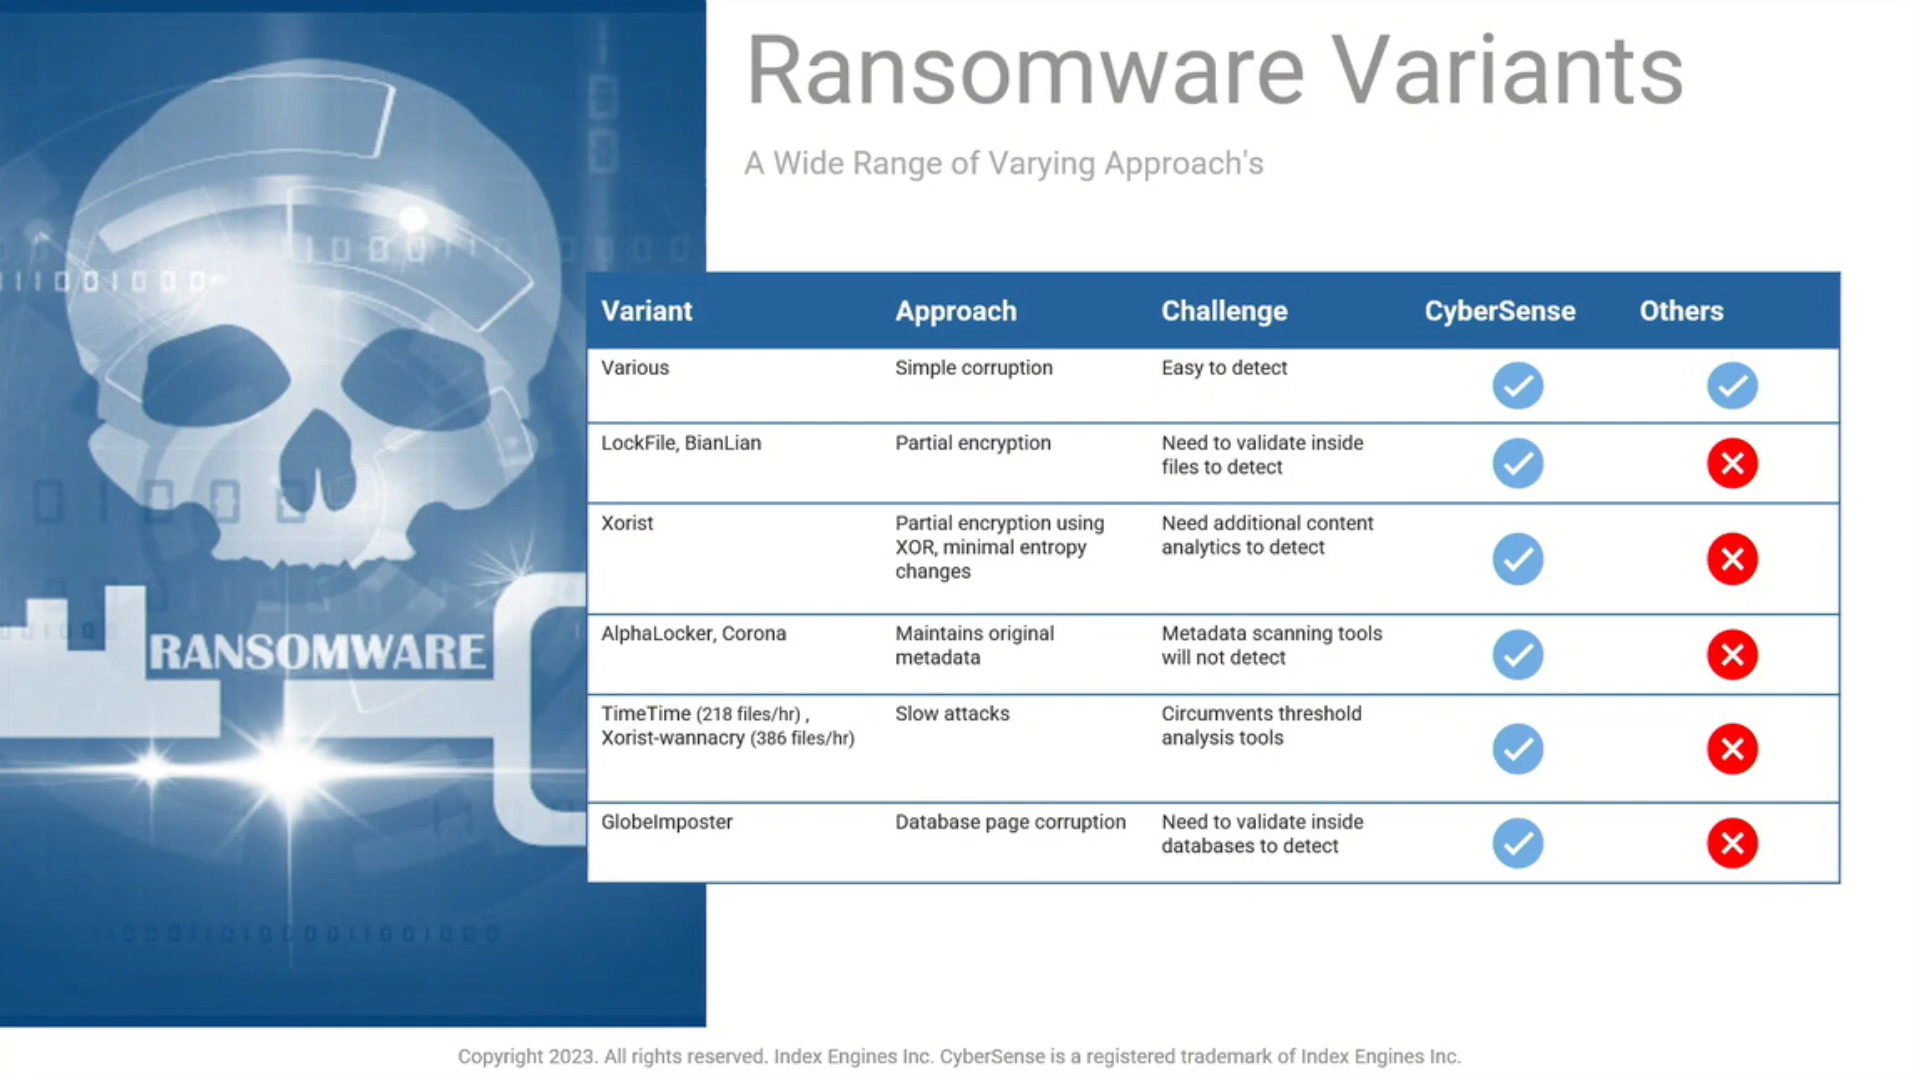 Ransomware Variants
A Wide Range of Varying Approach's
Variant Approach Challenge CyberSense Others
Various Simple corruption Easy to detect
LockFile, BianLian Partial encryption Need to validate inside
files to detect
Xorist Partial encryption using Need additional content
XOR, minimal entropy analytics to detect
changes
AlphaLocker, Corona Maintains original Metadata scanning tools
metadata will not detect
TimeTime (218 files/hr) , Slow attacks Circumvents threshold
Xorist-wannacry (386 files/hr) analysis tools
GlobeImposter Database page corruption Need to validate inside
databases to detect
RANSOMWARE
Copyright 2023. All rights reserved. Index Engines Inc. CyberSense is a registered trademark of Index Engines Inc.